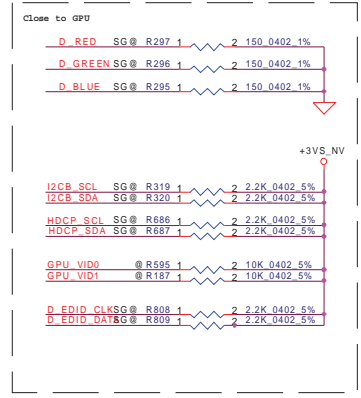 Close to GPU
D_RED SG@ R297 1 2 150_0402_1%
D_GREEN SG@ R296 1 2 150_0402_1%
D_BLUE SG@ R295 1 2 150_0402_1%
+3VS_NV
I2CB_SCL SG@ R319 1 2 2.2K_0402_5%
I2CB_SDA SG@ R320 1 2 2.2K_0402_5%
HDCP_SCL SG@ R686 1 2 2.2K_0402_5%
HDCP_SDA SG@ R687 1 2 2.2K_0402_5%
GPU_VID0 @ R595 1 2 10K_0402_5%
GPU_VID1 @ R187 1 2 10K_0402_5%
D_EDID_CLK SG@ R808 1 2 2.2K_0402_5%
D_EDID_DATA SG@ R809 1 2 2.2K_0402_5%